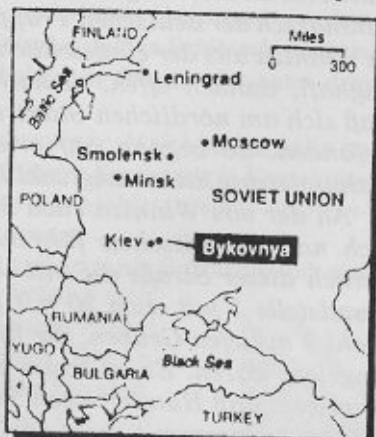 FINLAND
Miles
0 300
Leningrad
Baltic Sea
Moscow
Smolensk
Minsk
SOVIET UNION
POLAND
Kiev
Bykovnya
RUMANIA
YUGO
Black Sea
BULGARIA
TURKEY